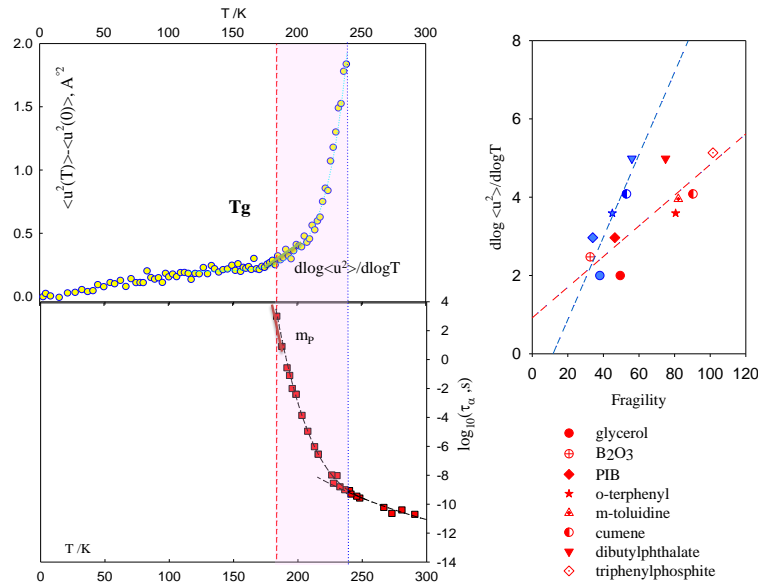 T /K
0 50 100 150 200 250 300
2.0
1.5
1.0
0.5
0.0
<u²(T)>-<u²(0)>, A°²
Tg
dlog<u²>/dlogT
4
2
0
-2
-4
-6
-8
-10
-12
-14
log₁₀(τα ,s)
mP
T /K
0 50 100 150 200 250 300
8
6
4
2
0
dlog <u²>/dlogT
0 20 40 60 80 100 120
Fragility
glycerol
B2O3
PIB
o-terphenyl
m-toluidine
cumene
dibutylphthalate
triphenylphosphite